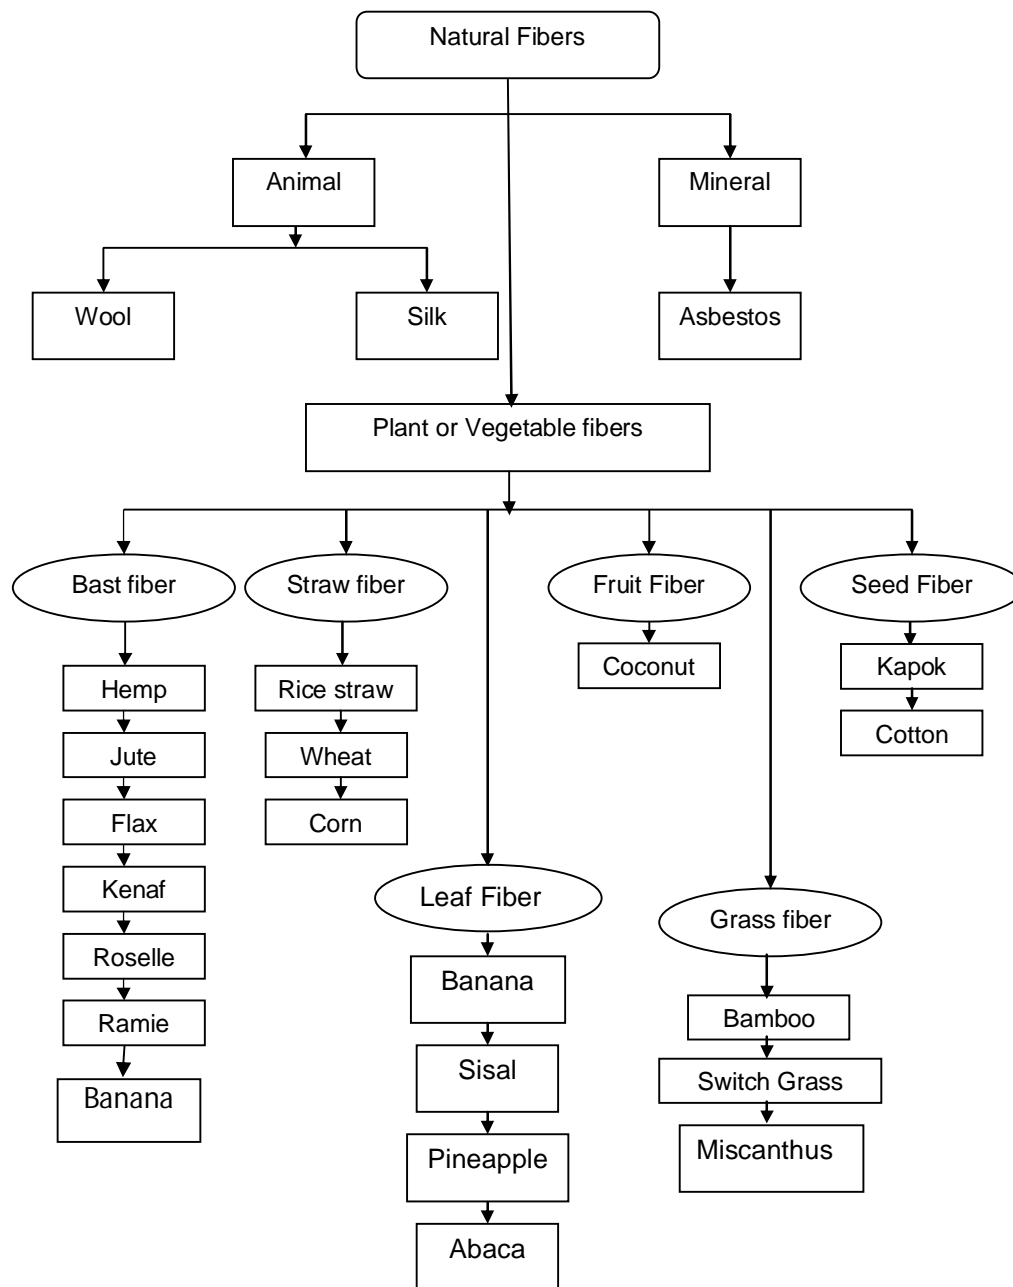 Natural Fibers
Animal
Mineral
Wool
Silk
Asbestos
Plant or Vegetable fibers
Bast fiber
Straw fiber
Fruit Fiber
Seed Fiber
Hemp
Jute
Flax
Kenaf
Roselle
Ramie
Banana
Rice straw
Wheat
Corn
Leaf Fiber
Banana
Sisal
Pineapple
Abaca
Coconut
Grass fiber
Bamboo
Switch Grass
Miscanthus
Kapok
Cotton